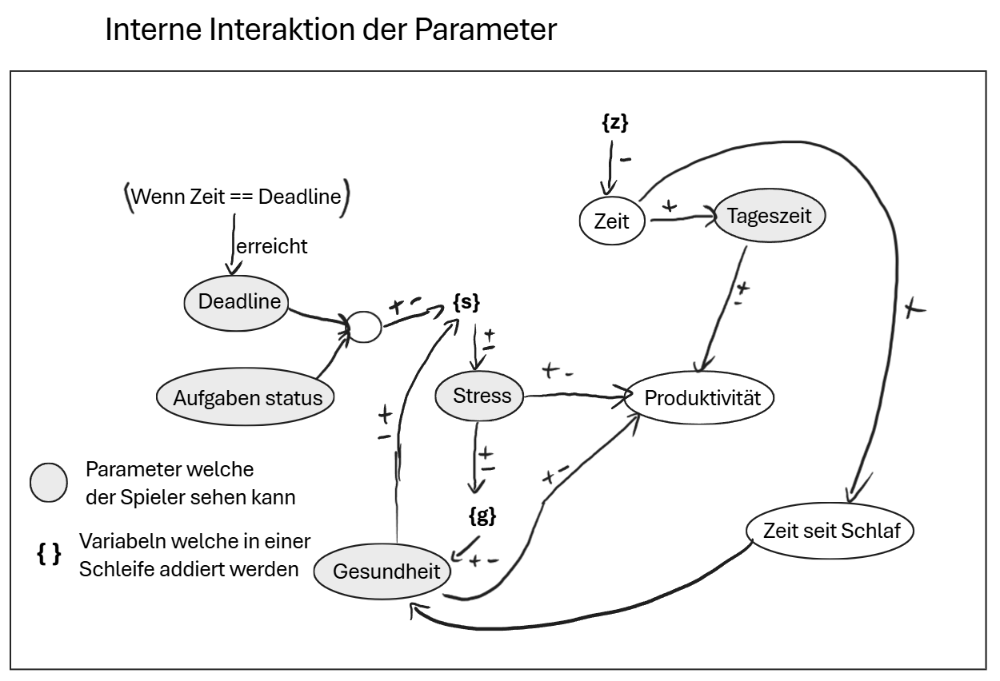 Interne Interaktion der Parameter
{z}
-
(Wenn Zeit == Deadline)
Zeit
+
Tageszeit
erreicht
Deadline
+ -
{s}
+
-
+
-
+
Aufgaben status
Stress
+ -
Produktivität
+
-
+
-
+ -
Parameter welche
der Spieler sehen kann
{g}
+ -
Zeit seit Schlaf
{ }
Variabeln welche in einer
Schleife addiert werden
Gesundheit